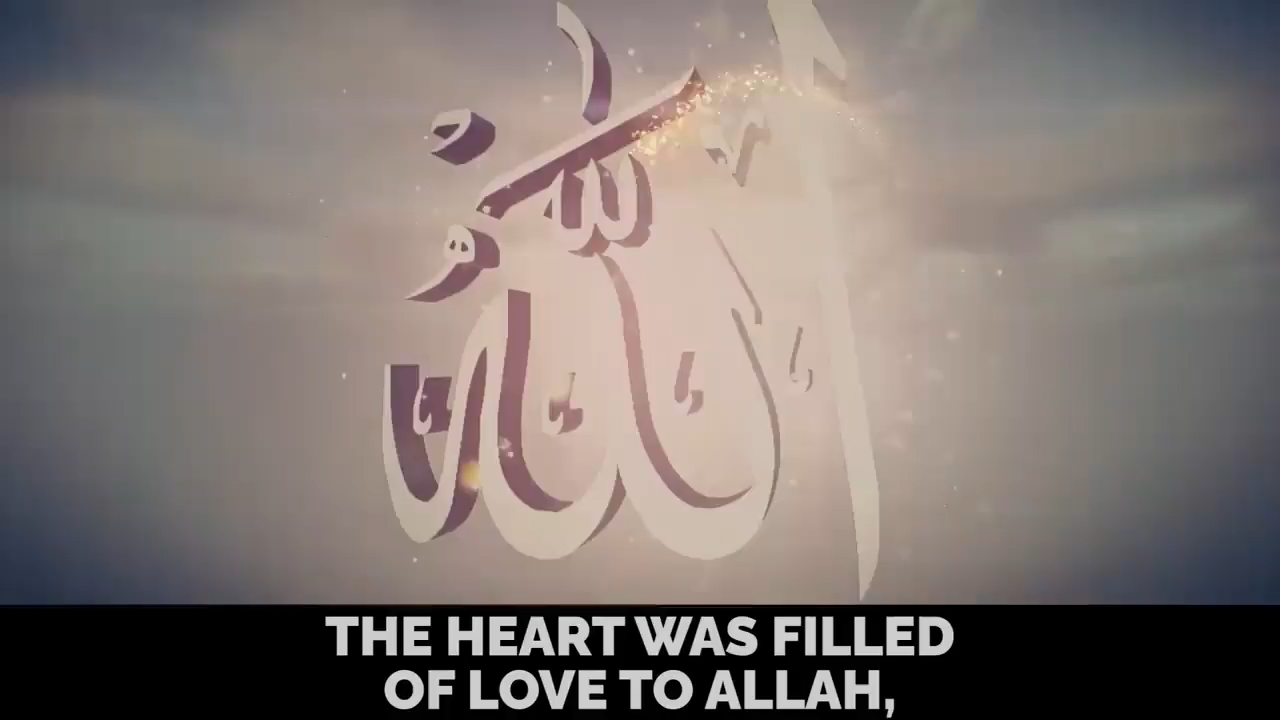 الله
THE HEART WAS FILLED
OF LOVE TO ALLAH,